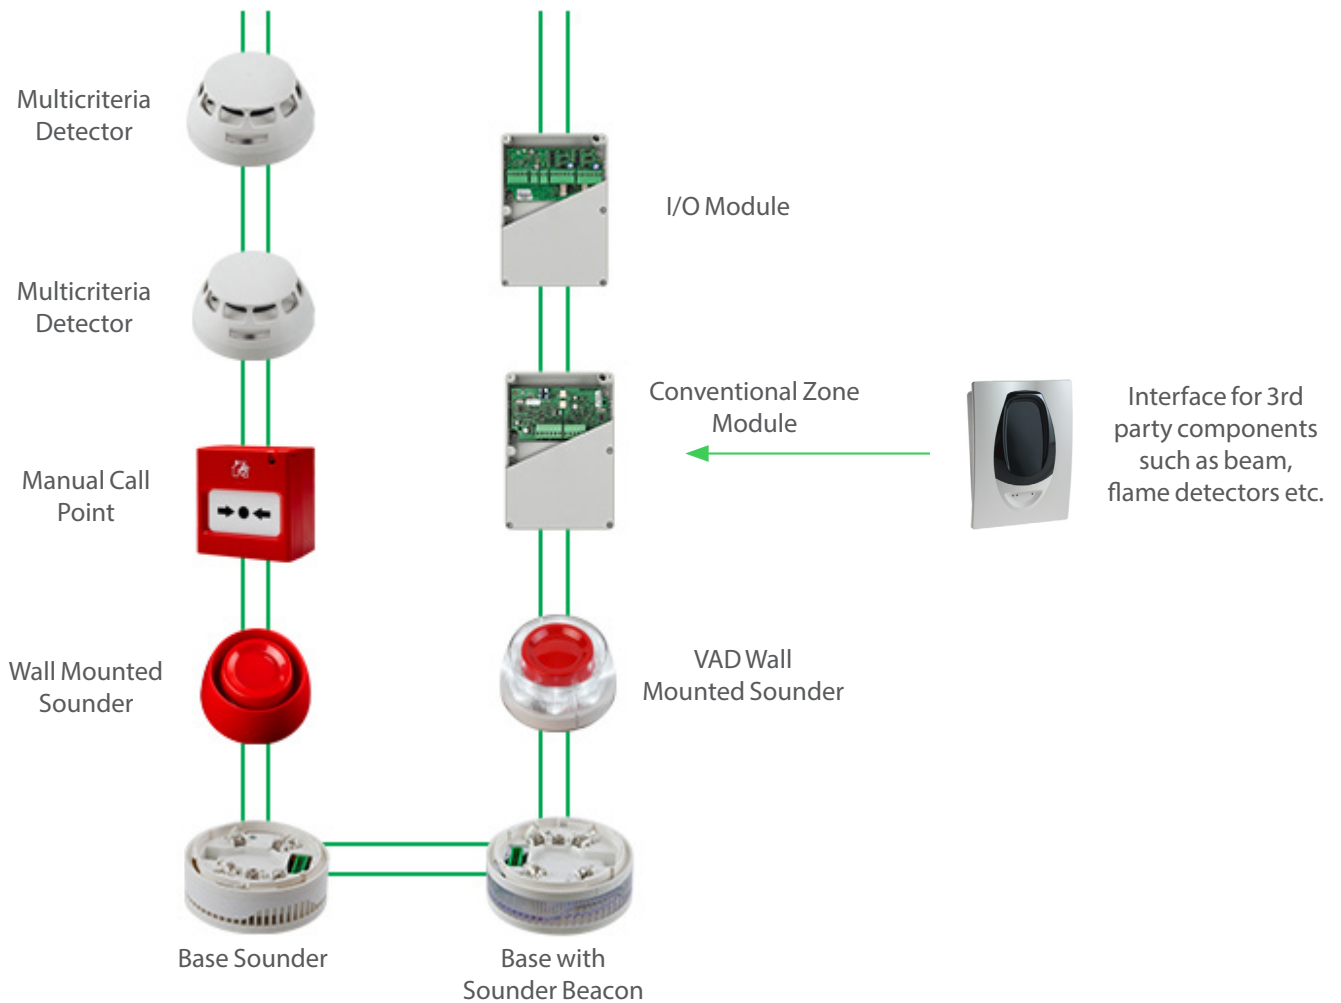 Multicriteria
Detector
I/O Module
Multicriteria
Detector
Conventional Zone
Module
Interface for 3rd
party components
such as beam,
flame detectors etc.
Manual Call
Point
Wall Mounted
Sounder
VAD Wall
Mounted Sounder
Base Sounder
Base with
Sounder Beacon